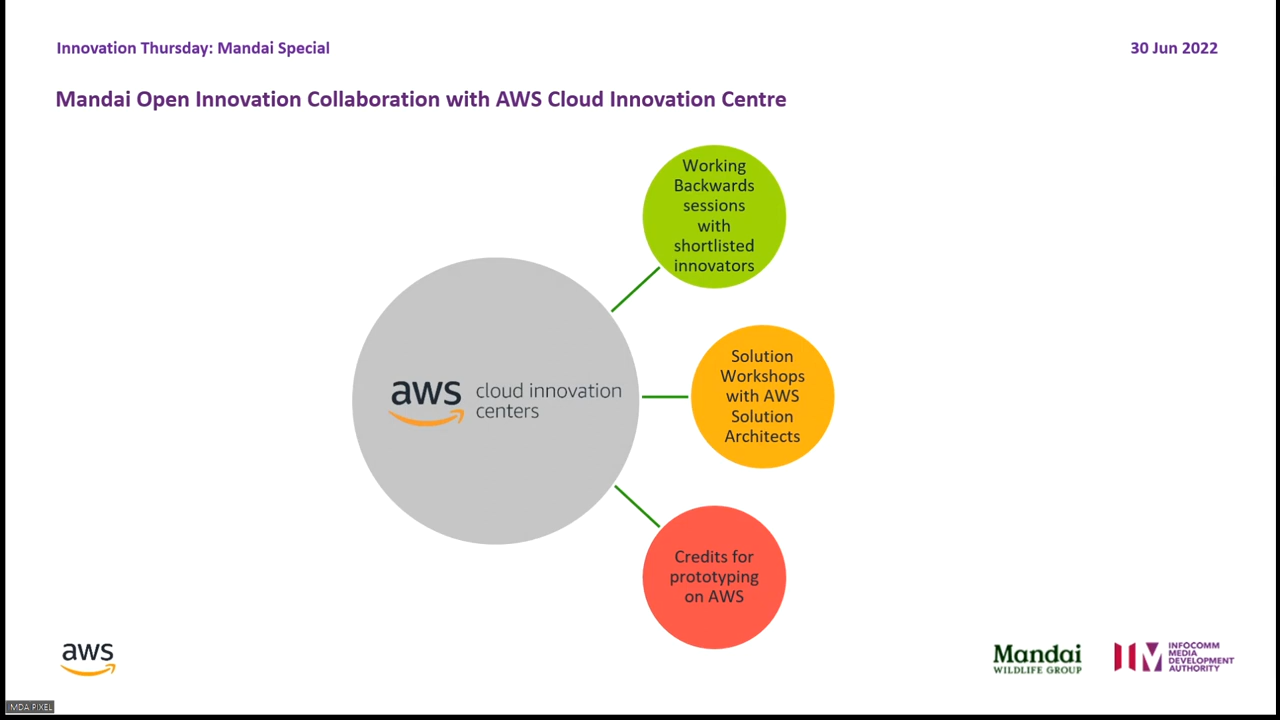 Innovation Thursday: Mandai Special
30 Jun 2022
Mandai Open Innovation Collaboration with AWS Cloud Innovation Centre
Working
Backwards
sessions
with
shortlisted
innovators
aws
cloud innovation
centers
Solution
Workshops
with AWS
Solution
Architects
Credits for
prototyping
on AWS
aws
Mandai
WILDLIFE GROUP
INFOCOMM
MEDIA
DEVELOPMENT
AUTHORITY
IMDA PIXEL